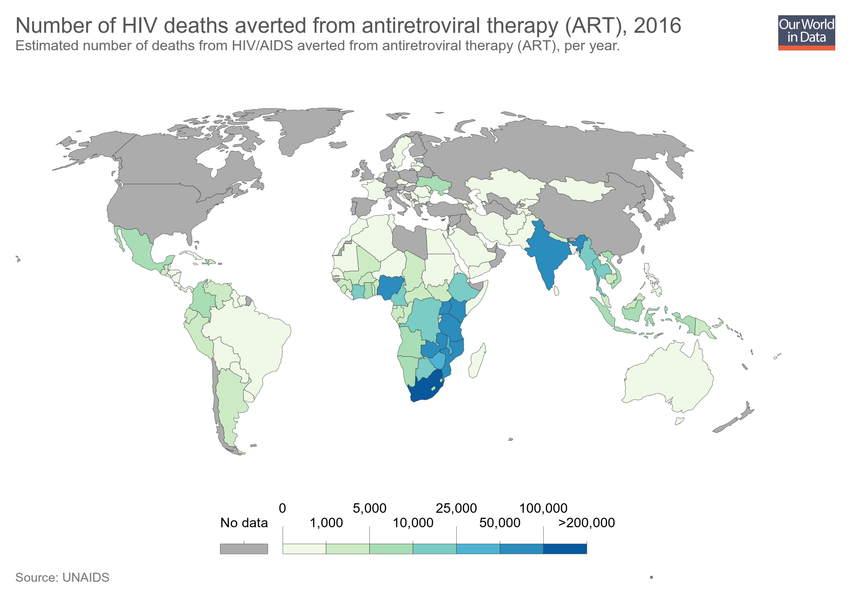 Number of HIV deaths averted from antiretroviral therapy (ART), 2016
Estimated number of deaths from HIV/AIDS averted from antiretroviral therapy (ART), per year.
Our World
in Data
0 5,000 25,000 100,000
No data 1,000 10,000 50,000 >200,000
Source: UNAIDS